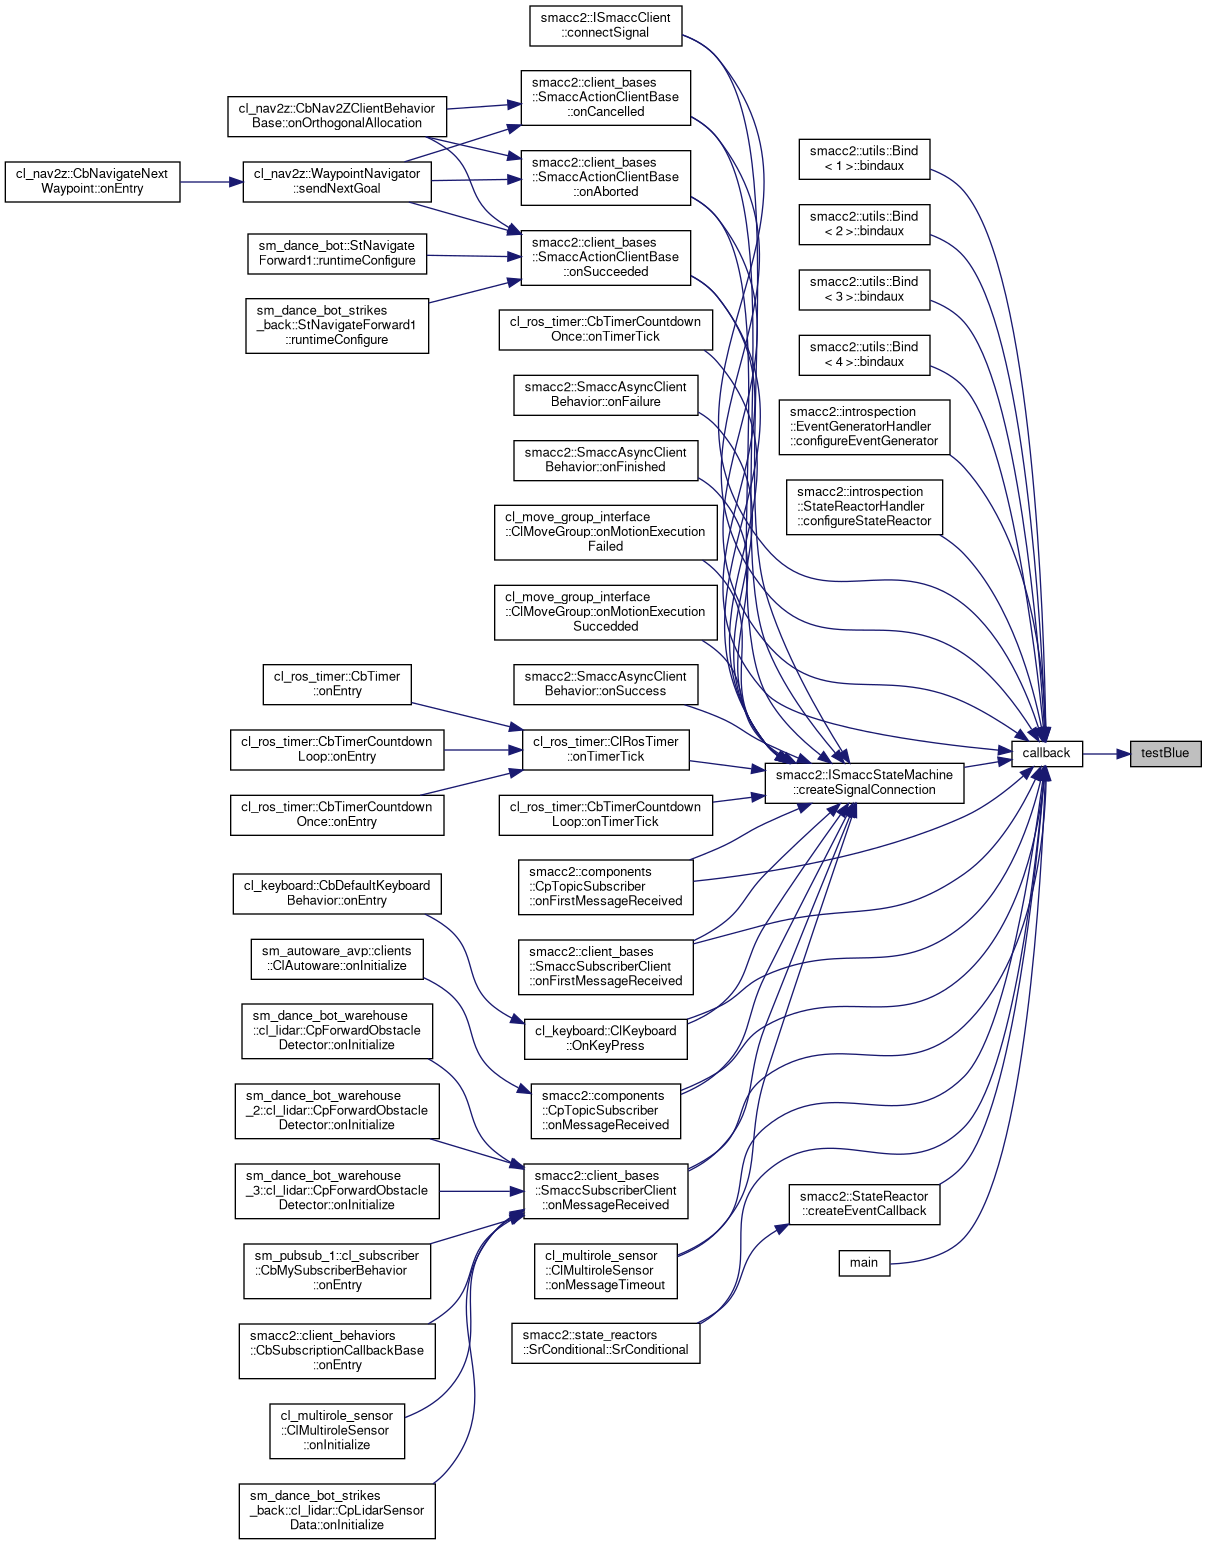 smacc2::ISmaccClient
::connectSignal
smacc2::client_bases
::SmaccActionClientBase
::onCancelled
cl_nav2z::CbNav2ZClientBehavior
Base::onOrthogonalAllocation
smacc2::utils::Bind
< 1 >::bindaux
cl_nav2z::CbNavigateNext
Waypoint::onEntry
cl_nav2z::WaypointNavigator
::sendNextGoal
smacc2::client_bases
::SmaccActionClientBase
::onAborted
smacc2::utils::Bind
< 2 >::bindaux
sm_dance_bot::StNavigate
Forward1::runtimeConfigure
smacc2::client_bases
::SmaccActionClientBase
::onSucceeded
smacc2::utils::Bind
< 3 >::bindaux
sm_dance_bot_strikes
_back::StNavigateForward1
::runtimeConfigure
cl_ros_timer::CbTimerCountdown
Once::onTimerTick
smacc2::utils::Bind
< 4 >::bindaux
smacc2::SmaccAsyncClient
Behavior::onFailure
smacc2::introspection
::EventGeneratorHandler
::configureEventGenerator
smacc2::SmaccAsyncClient
Behavior::onFinished
smacc2::introspection
::StateReactorHandler
::configureStateReactor
cl_move_group_interface
::ClMoveGroup::onMotionExecution
Failed
cl_move_group_interface
::ClMoveGroup::onMotionExecution
Succedded
cl_ros_timer::CbTimer
::onEntry
smacc2::SmaccAsyncClient
Behavior::onSuccess
cl_ros_timer::CbTimerCountdown
Loop::onEntry
cl_ros_timer::ClRosTimer
::onTimerTick
callback
testBlue
smacc2::ISmaccStateMachine
::createSignalConnection
cl_ros_timer::CbTimerCountdown
Once::onEntry
cl_ros_timer::CbTimerCountdown
Loop::onTimerTick
smacc2::components
::CpTopicSubscriber
::onFirstMessageReceived
cl_keyboard::CbDefaultKeyboard
Behavior::onEntry
sm_autoware_avp::clients
::ClAutoware::onInitialize
smacc2::client_bases
::SmaccSubscriberClient
::onFirstMessageReceived
sm_dance_bot_warehouse
::cl_lidar::CpForwardObstacle
Detector::onInitialize
cl_keyboard::ClKeyboard
::OnKeyPress
sm_dance_bot_warehouse
_2::cl_lidar::CpForwardObstacle
Detector::onInitialize
smacc2::components
::CpTopicSubscriber
::onMessageReceived
sm_dance_bot_warehouse
_3::cl_lidar::CpForwardObstacle
Detector::onInitialize
smacc2::client_bases
::SmaccSubscriberClient
::onMessageReceived
smacc2::StateReactor
::createEventCallback
sm_pubsub_1::cl_subscriber
::CbMySubscriberBehavior
::onEntry
cl_multirole_sensor
::ClMultiroleSensor
::onMessageTimeout
main
smacc2::client_behaviors
::CbSubscriptionCallbackBase
::onEntry
smacc2::state_reactors
::SrConditional::SrConditional
cl_multirole_sensor
::ClMultiroleSensor
::onInitialize
sm_dance_bot_strikes
_back::cl_lidar::CpLidarSensor
Data::onInitialize